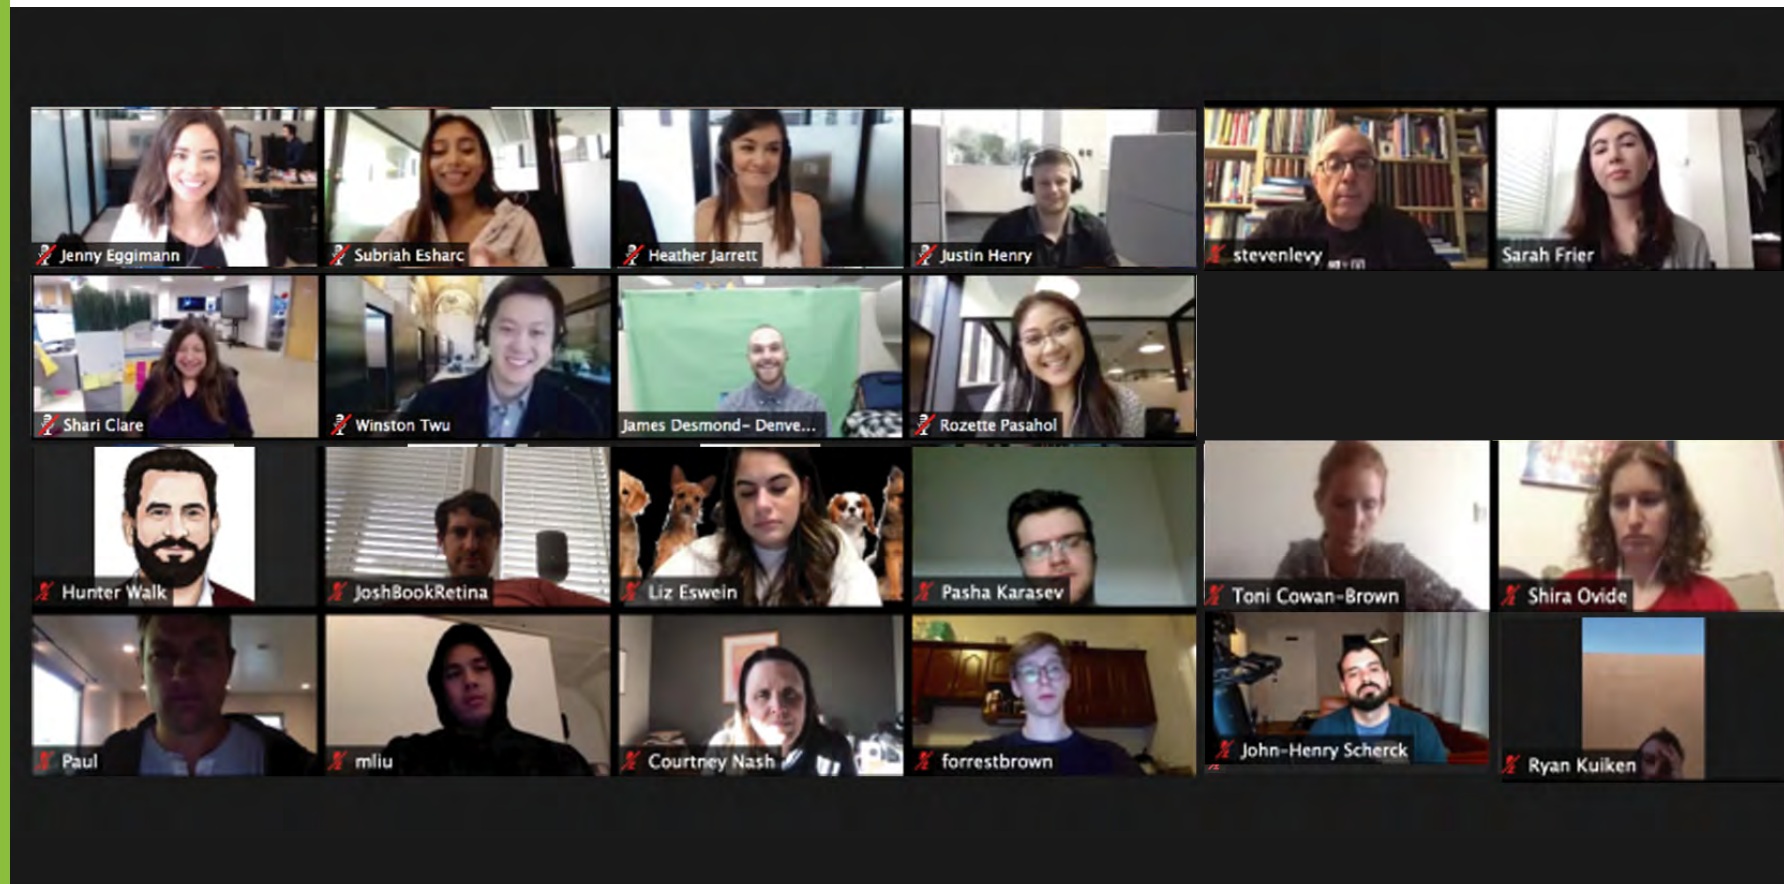 Jenny Eggimann
Subriah Esharc
Heather Jarrett
Justin Henry
stevenlevy
Sarah Frier
Shari Clare
Winston Twu
James Desmond- Denve...
Rozette Pasahol
Hunter Walk
JoshBookRetina
Liz Eswein
Pasha Karasev
Toni Cowan-Brown
Shira Ovide
Paul
mliu
Courtney Nash
forrestbrown
John-Henry Scherck
Ryan Kuiken